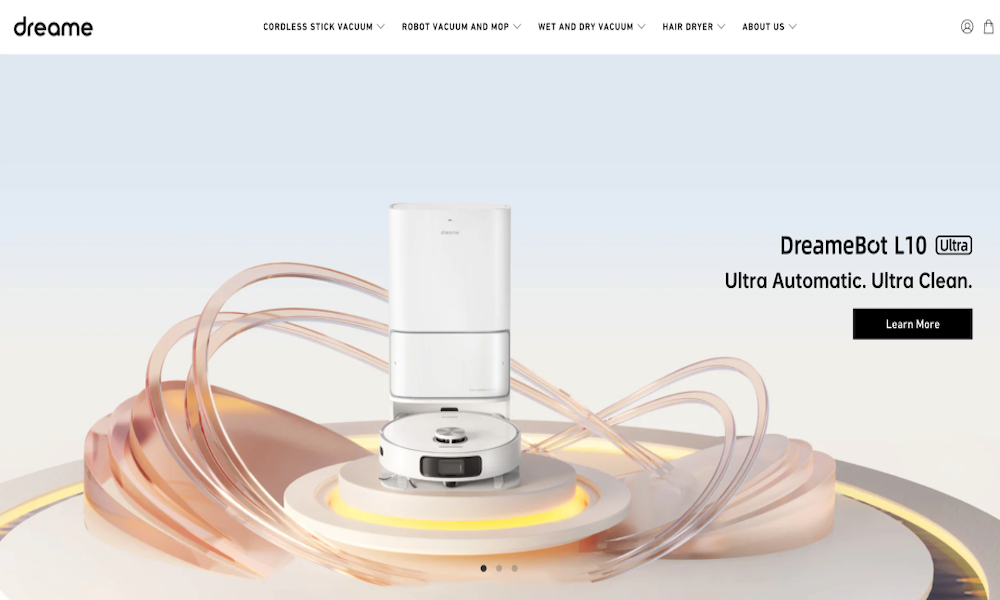 dreame
CORDLESS STICK VACUUM
ROBOT VACUUM AND MOP
WET AND DRY VACUUM
HAIR DRYER
ABOUT US
dreame
DreameBot L10 Ultra
Ultra Automatic. Ultra Clean.
Learn More